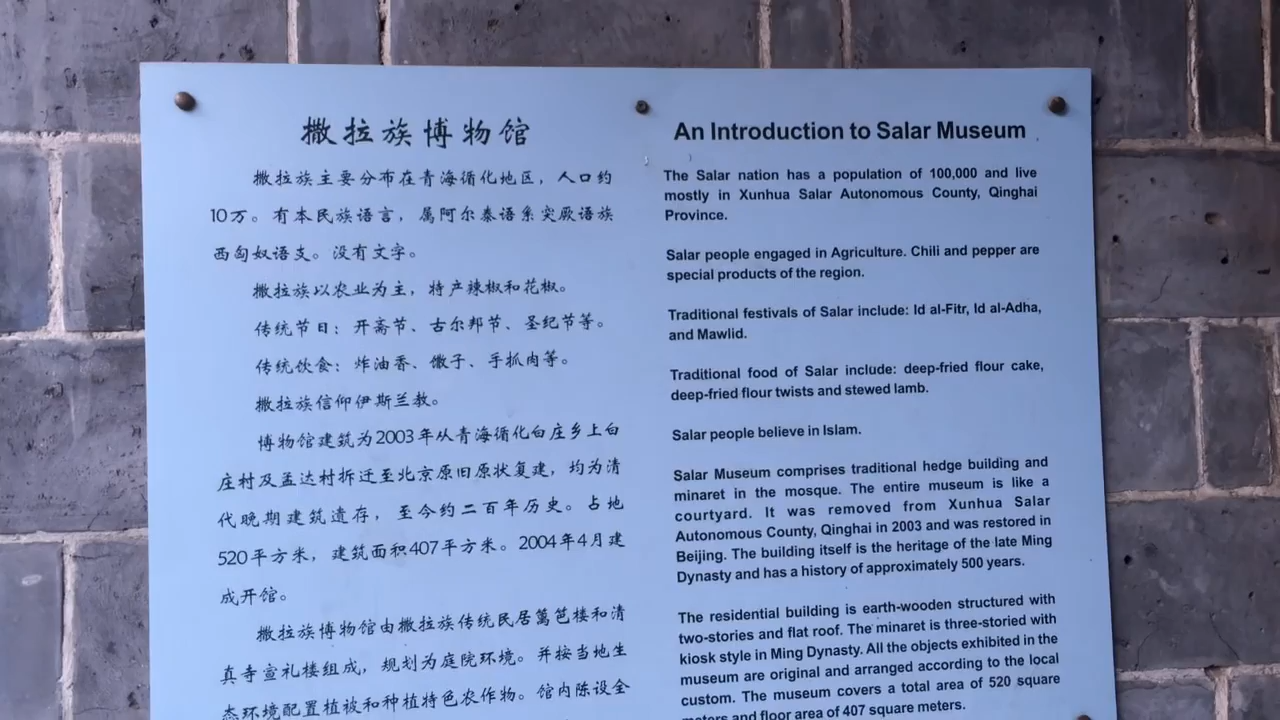 撒拉族博物馆
撒拉族主要分布在青海循化地区，人口约
10万。有本民族语言，属阿尔泰语系突厥语族
西匈奴语支。没有文字。
撒拉族以农业为主，特产辣椒和花椒。
传统节日：开斋节、古尔邦节、圣纪节等。
传统饮食：炸油香、馓子、手抓肉等。
撒拉族信仰伊斯兰教。
博物馆建筑为2003年从青海循化白庄乡上白
庄村及孟达村拆迁至北京原旧原状复建，均为清
代晚期建筑遗存，至今约二百年历史。占地
520平方米，建筑面积407平方米。2004年4月建
成开馆。
撒拉族博物馆由撒拉族传统民居篱笆楼和清
真寺宣礼楼组成，规划为庭院环境。并按当地生
态环境配置植被和种植特色农作物。馆内陈设全
An Introduction to Salar Museum
The Salar nation has a population of 100,000 and live
mostly in Xunhua Salar Autonomous County, Qinghai
Province.
Salar people engaged in Agriculture. Chili and pepper are
special products of the region.
Traditional festivals of Salar include: Id al-Fitr, Id al-Adha,
and Mawlid.
Traditional food of Salar include: deep-fried flour cake,
deep-fried flour twists and stewed lamb.
Salar people believe in Islam.
Salar Museum comprises traditional hedge building and
minaret in the mosque. The entire museum is like a
courtyard. It was removed from Xunhua Salar
Autonomous County, Qinghai in 2003 and was restored in
Beijing. The building itself is the heritage of the late Ming
Dynasty and has a history of approximately 500 years.
The residential building is earth-wooden structured with
two-stories and flat roof. The minaret is three-storied with
kiosk style in Ming Dynasty. All the objects exhibited in the
museum are original and arranged according to the local
custom. The museum covers a total area of 520 square
meters and floor area of 407 square meters.